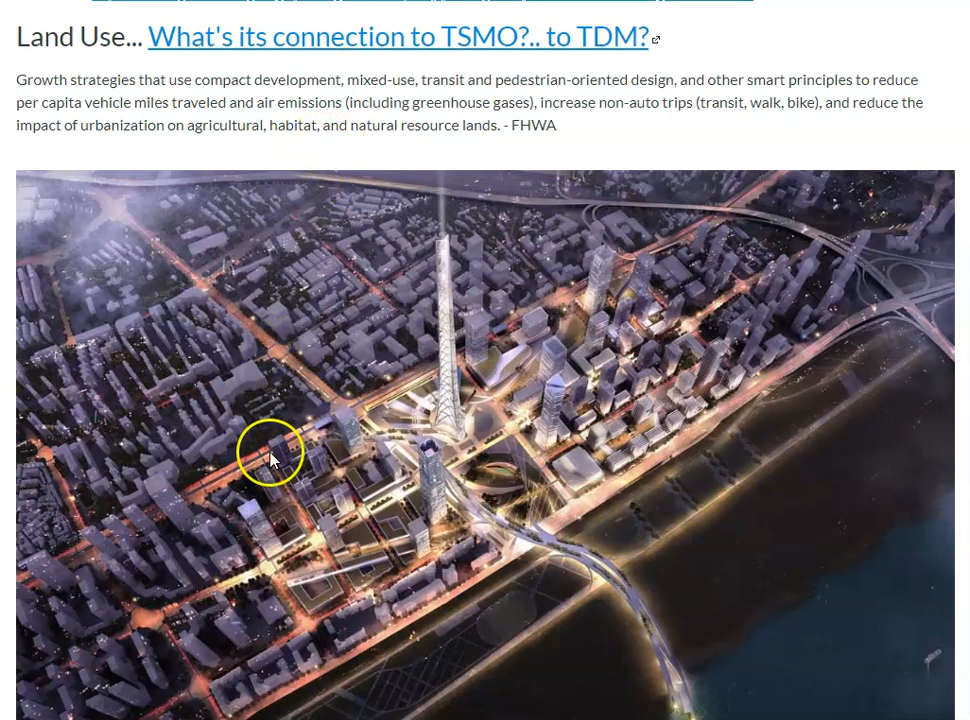 Land Use... What's its connection to TSMO?.. to TDM?
Growth strategies that use compact development, mixed-use, transit and pedestrian-oriented design, and other smart principles to reduce
per capita vehicle miles traveled and air emissions (including greenhouse gases), increase non-auto trips (transit, walk, bike), and reduce the
impact of urbanization on agricultural, habitat, and natural resource lands. - FHWA